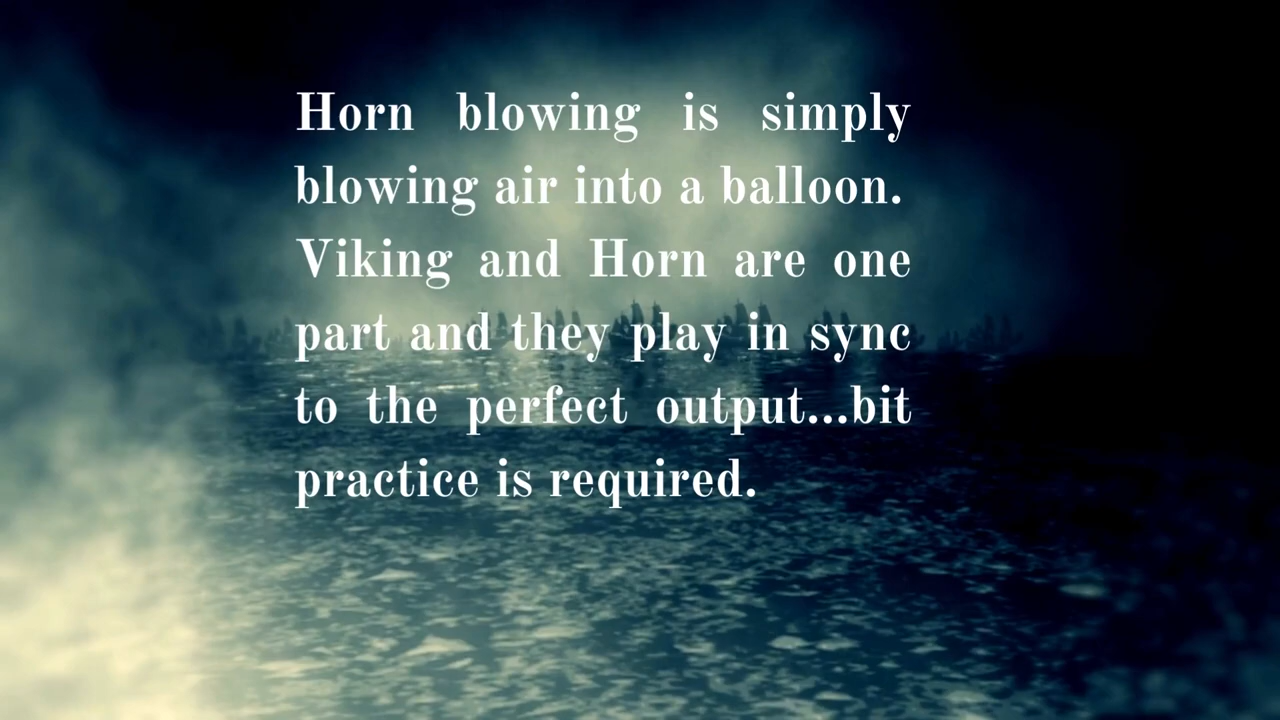 Horn blowing is simply
blowing air into a balloon.
Viking and Horn are one
part and they play in sync
to the perfect output...bit
practice is required.